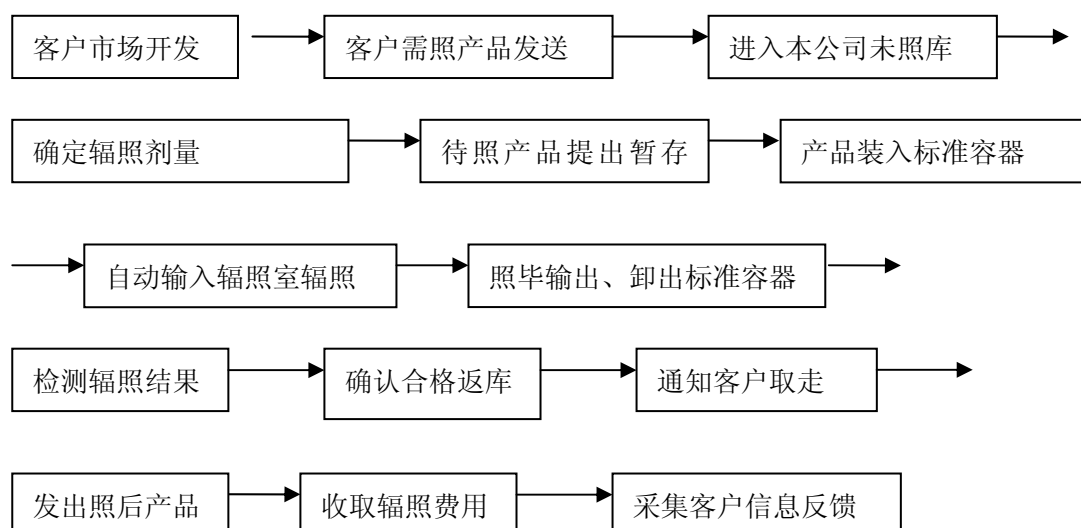 客户市场开发 客户需照产品发送 进入本公司未照库
确定辐照剂量 待照产品提出暂存 产品装入标准容器
自动输入辐照室辐照 照毕输出、卸出标准容器
检测辐照结果 确认合格返库 通知客户取走
发出照后产品 收取辐照费用 采集客户信息反馈